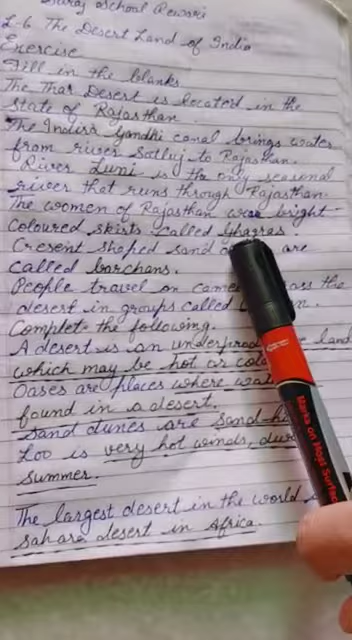 Suraj School Rewari
L-6. The Desert Land of India
Exercise
Fill in the blanks
The Thar Desert is located in the
state of Rajasthan.
The Indira Gandhi canal brings water
from river Satluj to Rajasthan.
River Luni is the only seasonal
river that runs through Rajasthan.
The women of Rajasthan wear bright
Coloured skirts called Ghagras.
Cresent shaped sand are
called barchans.
People travel on the
desert in groups called
Complete the following.
A desert is an land
which may be hot or cold
Oases are places where
found in a desert.
Sand dunes are sand
Loo is very hot winds,
summer.
The largest desert in the world
sahara desert in Africa.
Marks on Most Surfac